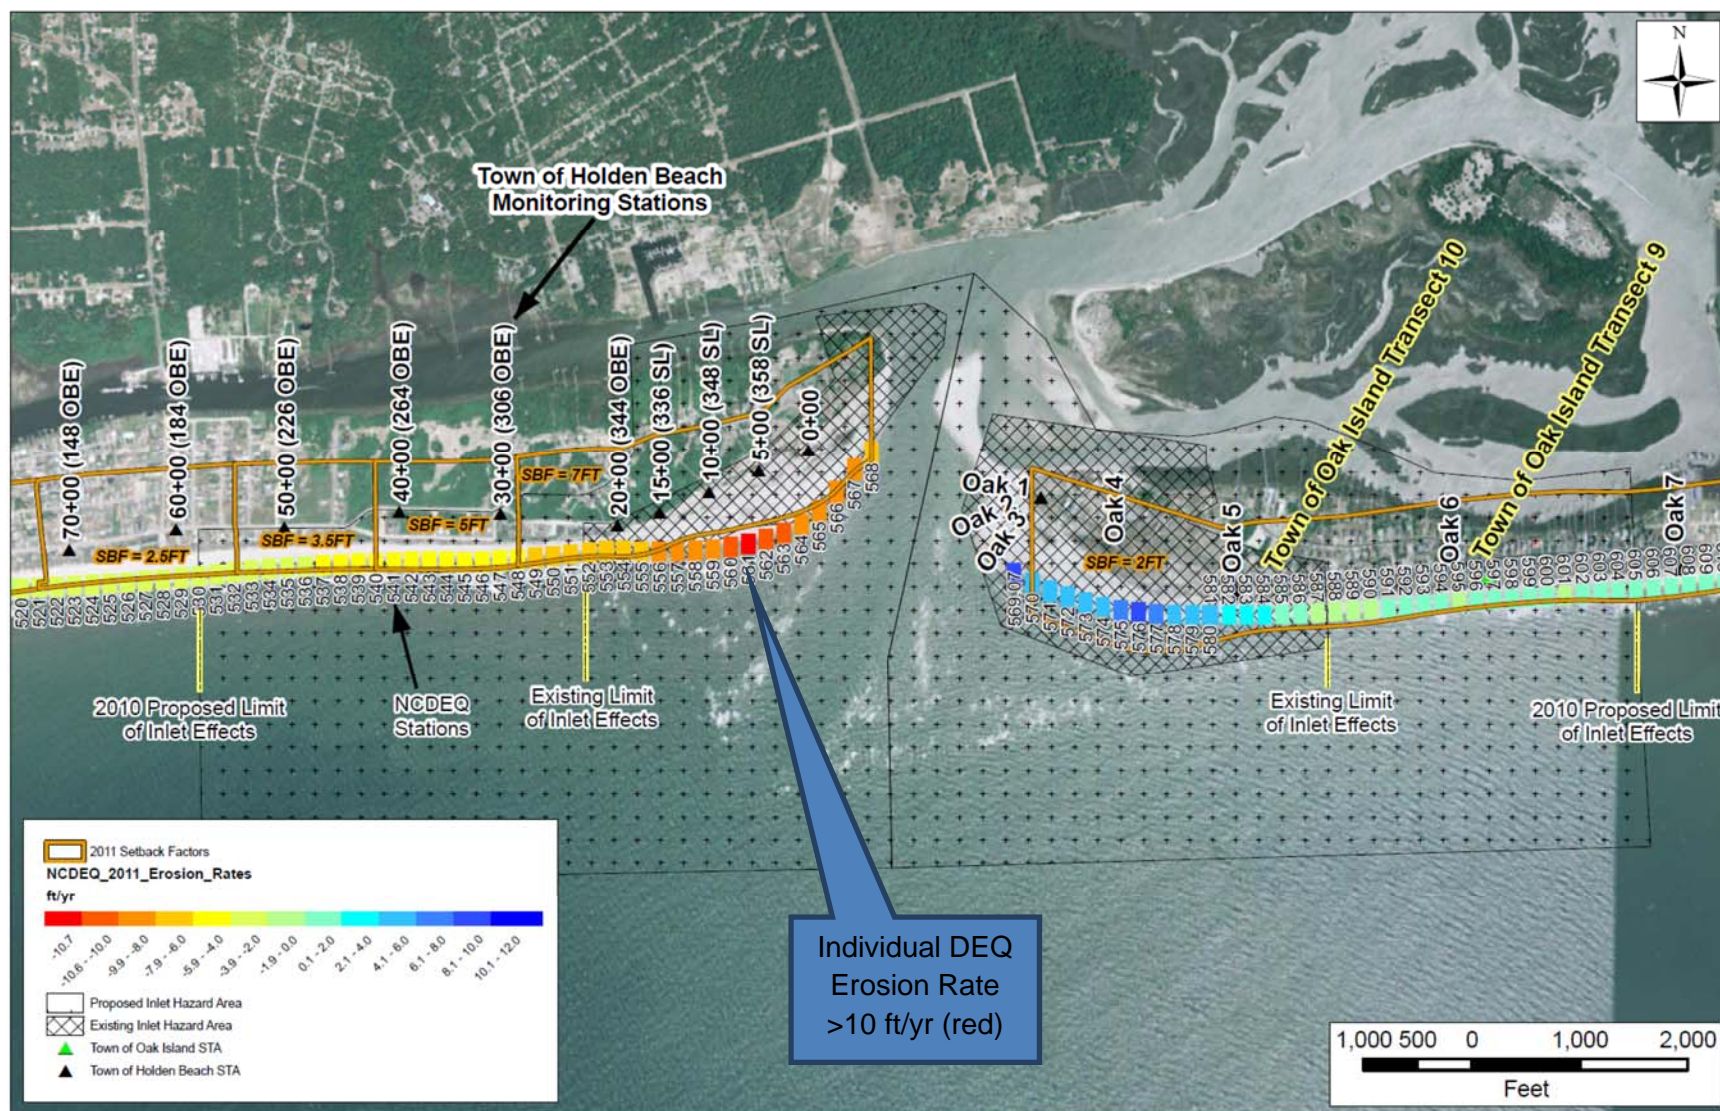 N
Town of Holden Beach
Monitoring Stations
70+00 (148 OBE)
60+00 (184 OBE)
50+00 (226 OBE)
40+00 (264 OBE)
30+00 (306 OBE)
20+00 (344 OBE)
15+00 (336 SL)
10+00 (348 SL)
5+00 (358 SL)
0+00
Oak 1
Oak 2
Oak 3
Oak 4
Oak 5
Town of Oak Island Transect 10
Oak 6
Town of Oak Island Transect 9
Oak 7
SBF = 2.5FT
SBF = 3.5FT
SBF = 5FT
SBF = 7FT
SBF = 2FT
520
521
522
523
524
525
526
527
528
529
530
531
532
533
534
535
536
537
538
539
540
541
542
543
544
545
546
547
548
549
550
551
552
553
554
555
556
557
558
559
560
561
562
563
564
565
566
567
568
569
570
571
572
573
574
575
576
577
578
579
580
581
582
583
584
585
586
587
588
589
590
591
592
593
594
595
596
597
598
599
600
601
602
603
604
605
606
607
608
609
2010 Proposed Limit
of Inlet Effects
NCDEQ
Stations
Existing Limit
of Inlet Effects
Existing Limit
of Inlet Effects
2010 Proposed Limit
of Inlet Effects
Individual DEQ
Erosion Rate
>10 ft/yr (red)
2011 Setback Factors
NCDEQ_2011_Erosion_Rates
ft/yr
-10.7
-10.6 - -10.0
-9.9 - -8.0
-7.9 - -6.0
-5.9 - -4.0
-3.9 - -2.0
-1.9 - 0.0
0.1 - 2.0
2.1 - 4.0
4.1 - 6.0
6.1 - 8.0
8.1 - 10.0
10.1 - 12.0
Proposed Inlet Hazard Area
Existing Inlet Hazard Area
Town of Oak Island STA
Town of Holden Beach STA
1,000 500 0 1,000 2,000
Feet